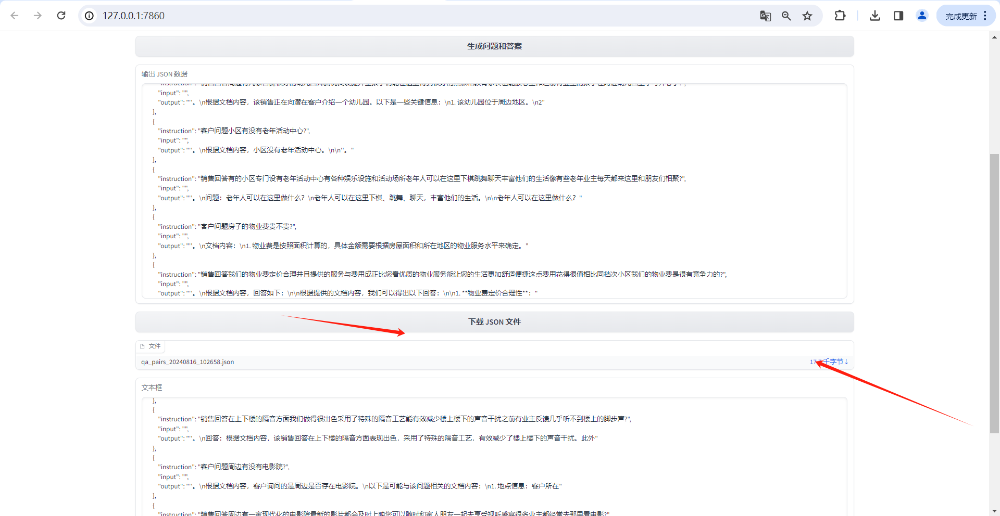 127.0.0.1:7860
完成更新
生成问题和答案
输出 JSON 数据
"input": "",
"output": "''。\n根据文档内容，该销售正在向潜在客户介绍一个幼儿园。以下是一些关键信息：\n1. 该幼儿园位于周边地区。\n2"
},
{
"instruction": "客户问题小区有没有老年活动中心?",
"input": "",
"output": "''。\n根据文档内容，小区没有老年活动中心。\n\n''。"
},
{
"instruction": "销售回答有的小区专门设有老年活动中心有各种娱乐设施和活动场所老年人可以在这里下棋跳舞聊天丰富他们的生活像有些老年业主每天都来这里和朋友们相聚?",
"input": "",
"output": "''。\n问题：老年人可以在这里做什么？\n老年人可以在这里下棋、跳舞、聊天，丰富他们的生活。\n\n老年人可以在这里做什么？"
},
{
"instruction": "客户问题房子的物业费贵不贵?",
"input": "",
"output": "''。\n文档内容：\n1. 物业费是按照面积计算的，具体金额需要根据房屋面积和所在地区的物业服务水平来确定。"
},
{
"instruction": "销售回答我们的物业费定价合理并且提供的服务与费用成正比您看优质的物业服务能让您的生活更加舒适便捷这点费用花得很值相比同档次小区我们的物业费是很有竞争力的?",
"input": "",
"output": "''。\n根据文档内容，回答如下：\n\n根据提供的文档内容，我们可以得出以下回答：\n\n1. **物业费定价合理性**："
下载 JSON 文件
文件
qa_pairs_20240816_102658.json
千字节 ↓
文本框
},
{
"instruction": "销售回答在上下楼的隔音方面我们做得很出色采用了特殊的隔音工艺能有效减少楼上楼下的声音干扰之前有业主反馈几乎听不到楼上的脚步声?",
"input": "",
"output": "''。\n回答：根据文档内容，该销售回答在上下楼的隔音方面表现出色，采用了特殊的隔音工艺，有效减少了楼上楼下的声音干扰。此外"
},
{
"instruction": "客户问题周边有没有电影院?",
"input": "",
"output": "''。\n根据文档内容，客户询问的是周边是否存在电影院。\n以下是可能与该问题相关的文档内容：\n1. 地点信息：客户所在"
},
{
"instruction": "销售回答周边有一家现代化的电影院最新的影片都会及时上映您可以随时和家人朋友一起去享受视听盛宴很多业主都经常去那里看电影?"